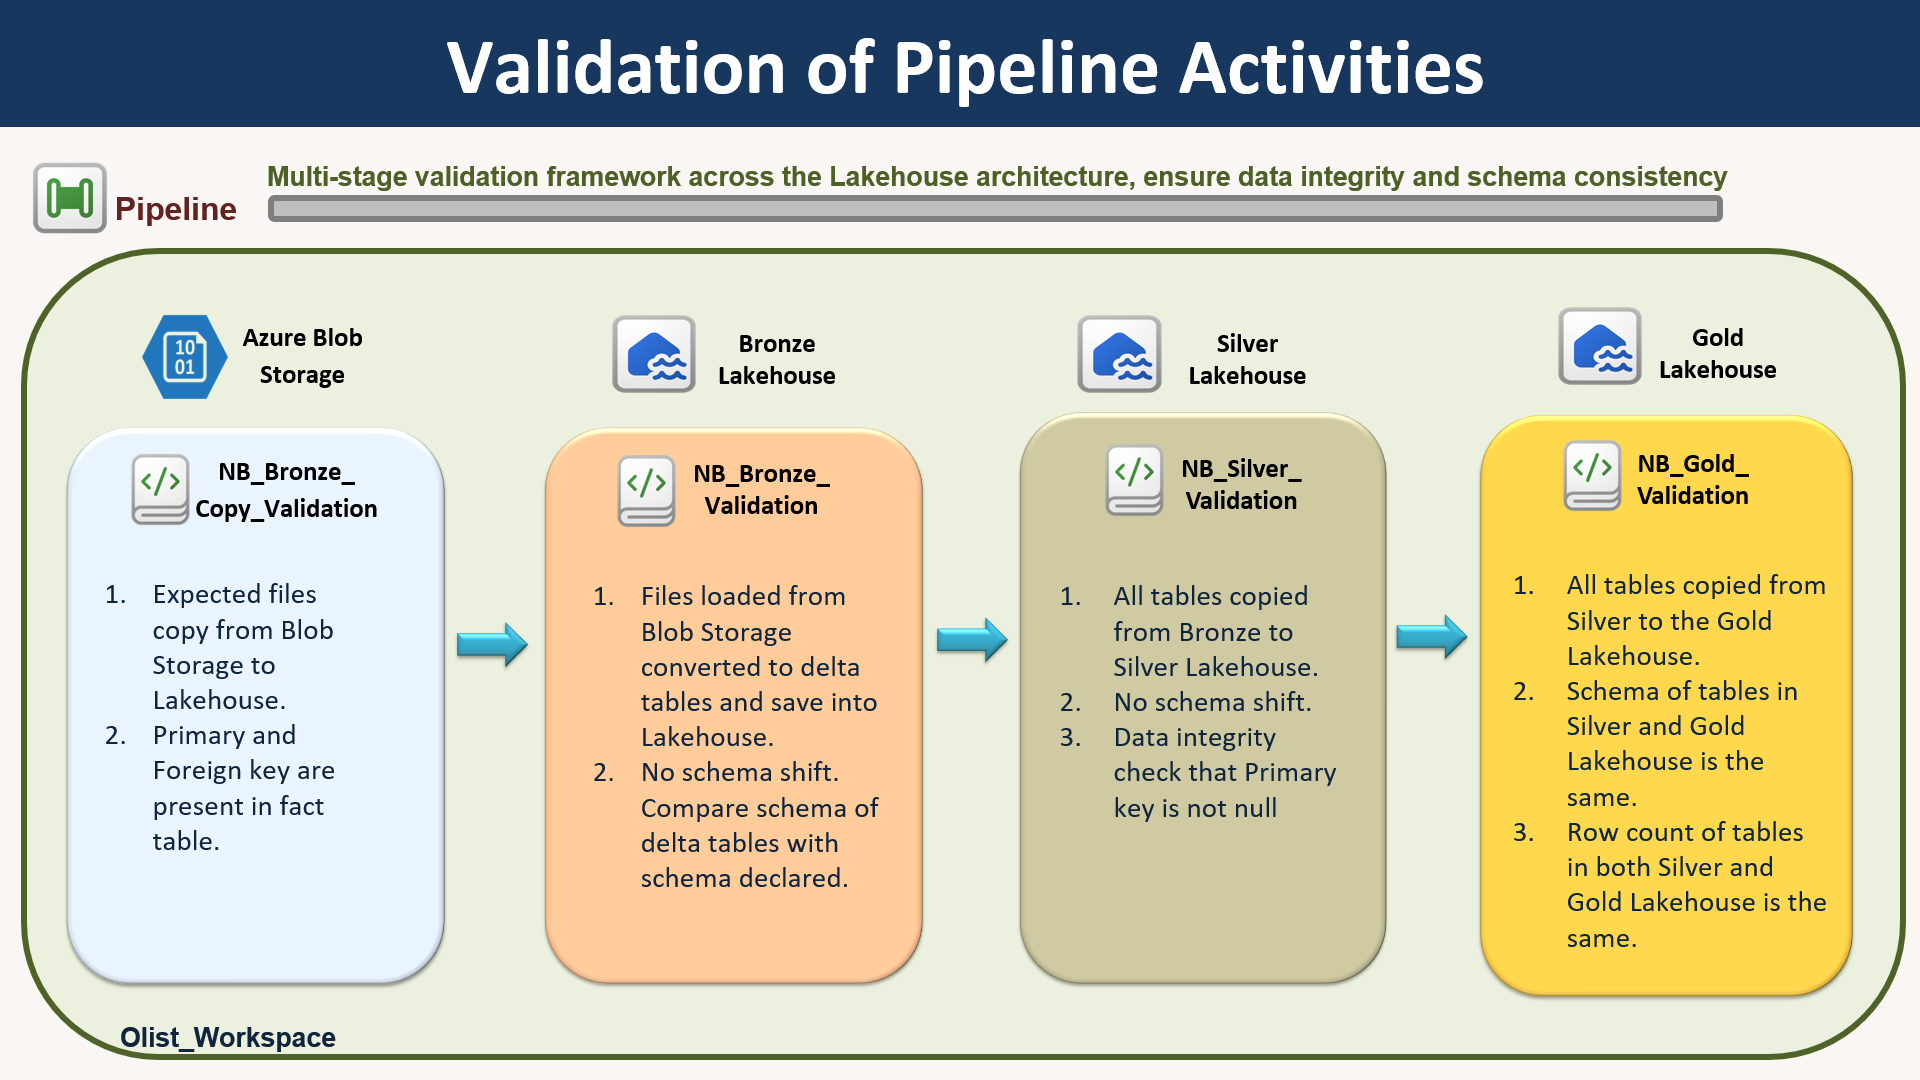 Validation of Pipeline Activities
Pipeline
Multi-stage validation framework across the Lakehouse architecture, ensure data integrity and schema consistency
10
01
Azure Blob
Storage
Bronze
Lakehouse
Silver
Lakehouse
Gold
Lakehouse
</>
NB_Bronze_
Copy_Validation
1. Expected files
copy from Blob
Storage to
Lakehouse.
2. Primary and
Foreign key are
present in fact
table.
</>
NB_Bronze_
Validation
1. Files loaded from
Blob Storage
converted to delta
tables and save into
Lakehouse.
2. No schema shift.
Compare schema of
delta tables with
schema declared.
</>
NB_Silver_
Validation
1. All tables copied
from Bronze to
Silver Lakehouse.
2. No schema shift.
3. Data integrity
check that Primary
key is not null
</>
NB_Gold_
Validation
1. All tables copied from
Silver to the Gold
Lakehouse.
2. Schema of tables in
Silver and Gold
Lakehouse is the
same.
3. Row count of tables
in both Silver and
Gold Lakehouse is the
same.
Olist_Workspace